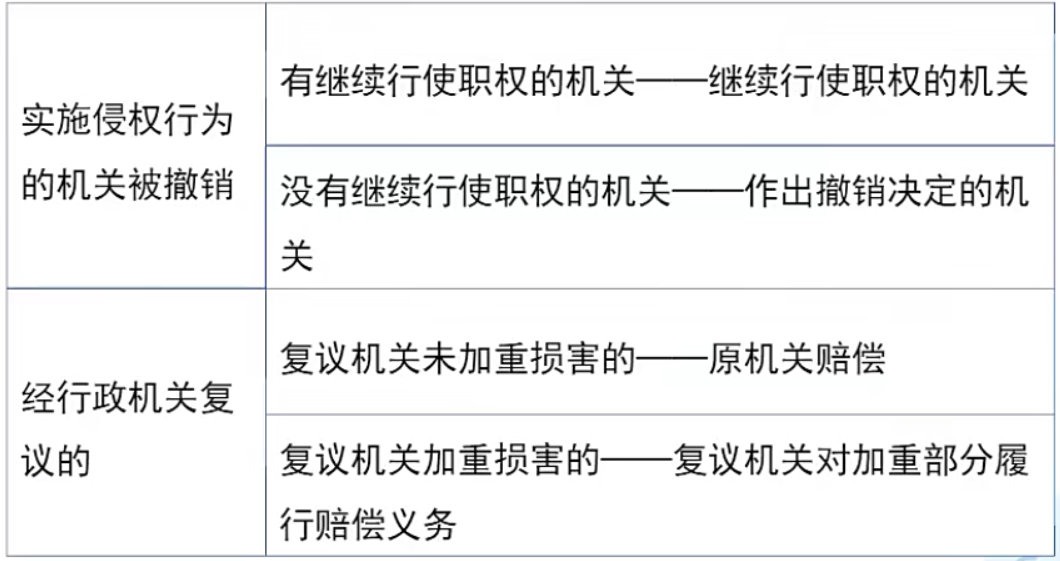 实施侵权行为
的机关被撤销
有继续行使职权的机关——继续行使职权的机关
没有继续行使职权的机关——作出撤销决定的机
关
经行政机关复
议的
复议机关未加重损害的——原机关赔偿
复议机关加重损害的——复议机关对加重部分履
行赔偿义务